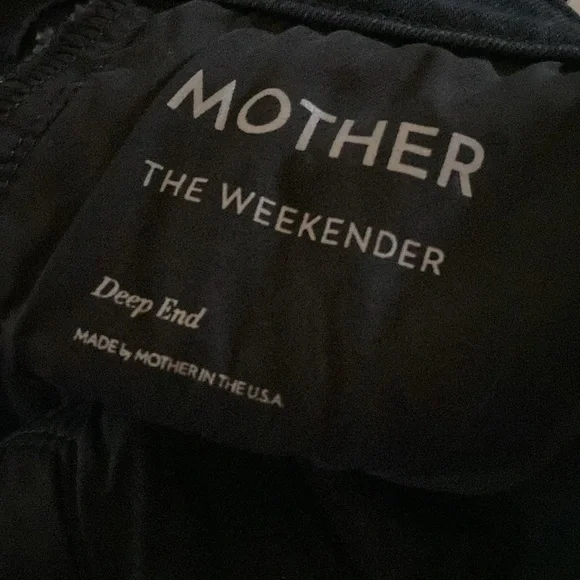 MOTHER
THE WEEKENDER
Deep End
MADE by MOTHER IN THE U.S.A.